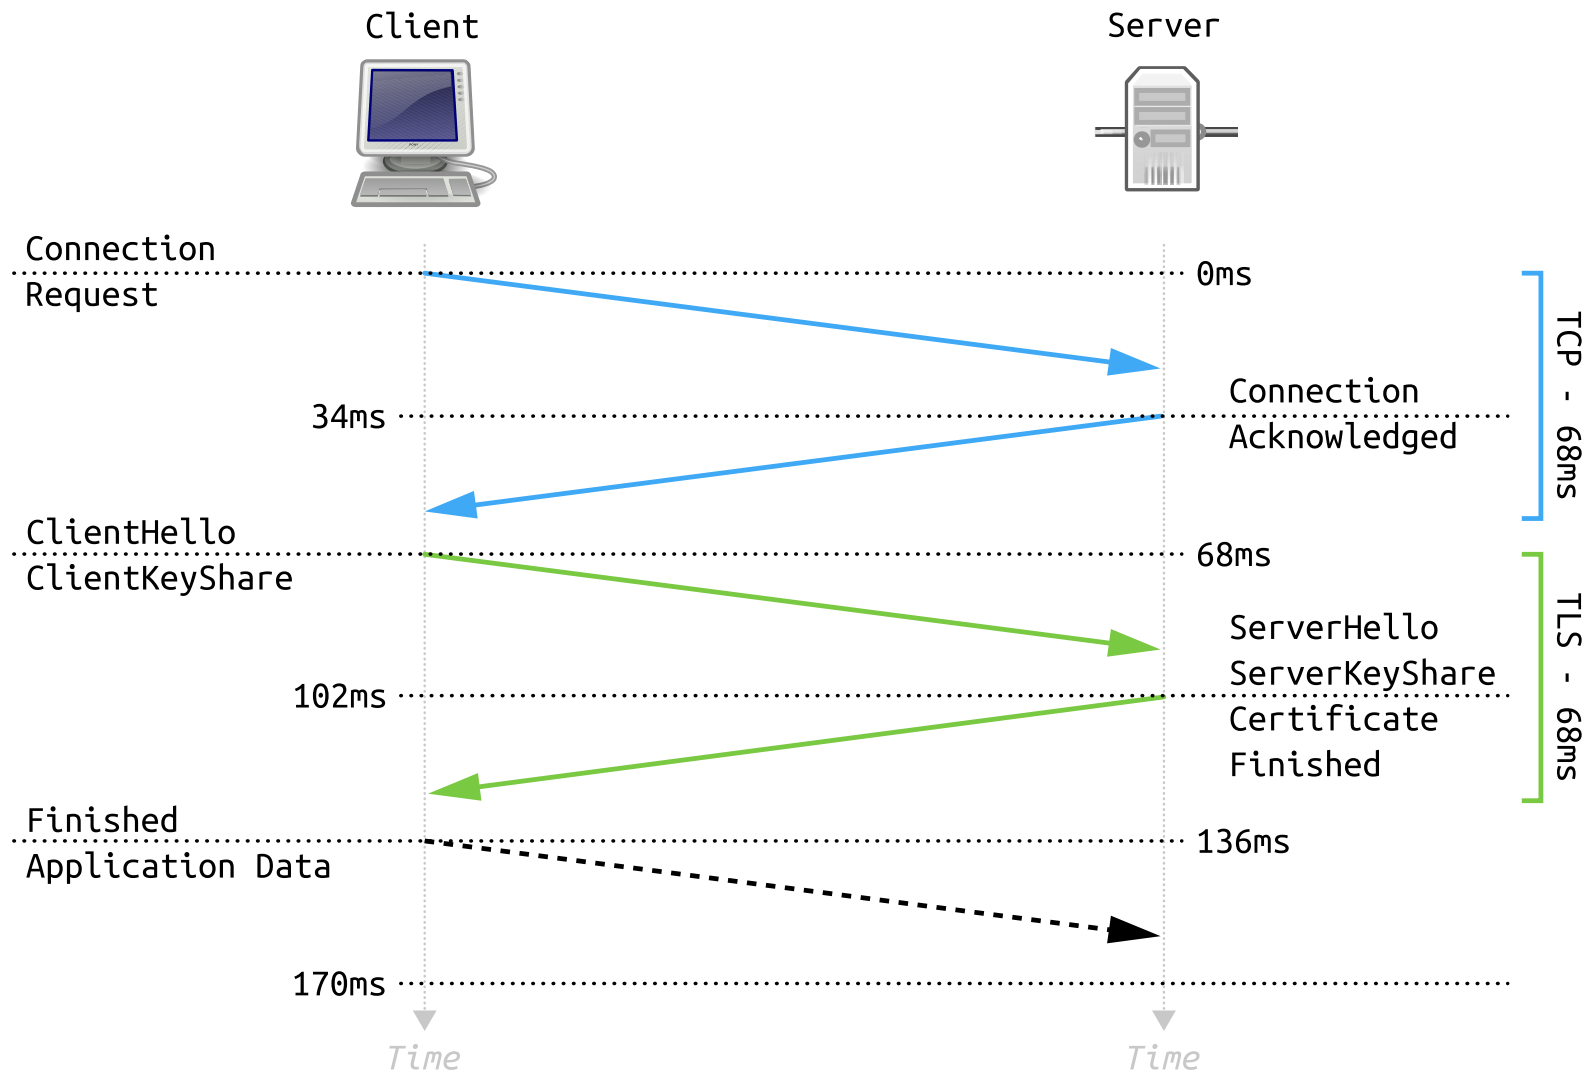 Client
Server
Connection
Request
0ms
34ms
Connection
Acknowledged
TCP - 68ms
ClientHello
ClientKeyShare
68ms
ServerHello
ServerKeyShare
102ms
Certificate
Finished
TLS - 68ms
Finished
Application Data
136ms
170ms
Time
Time